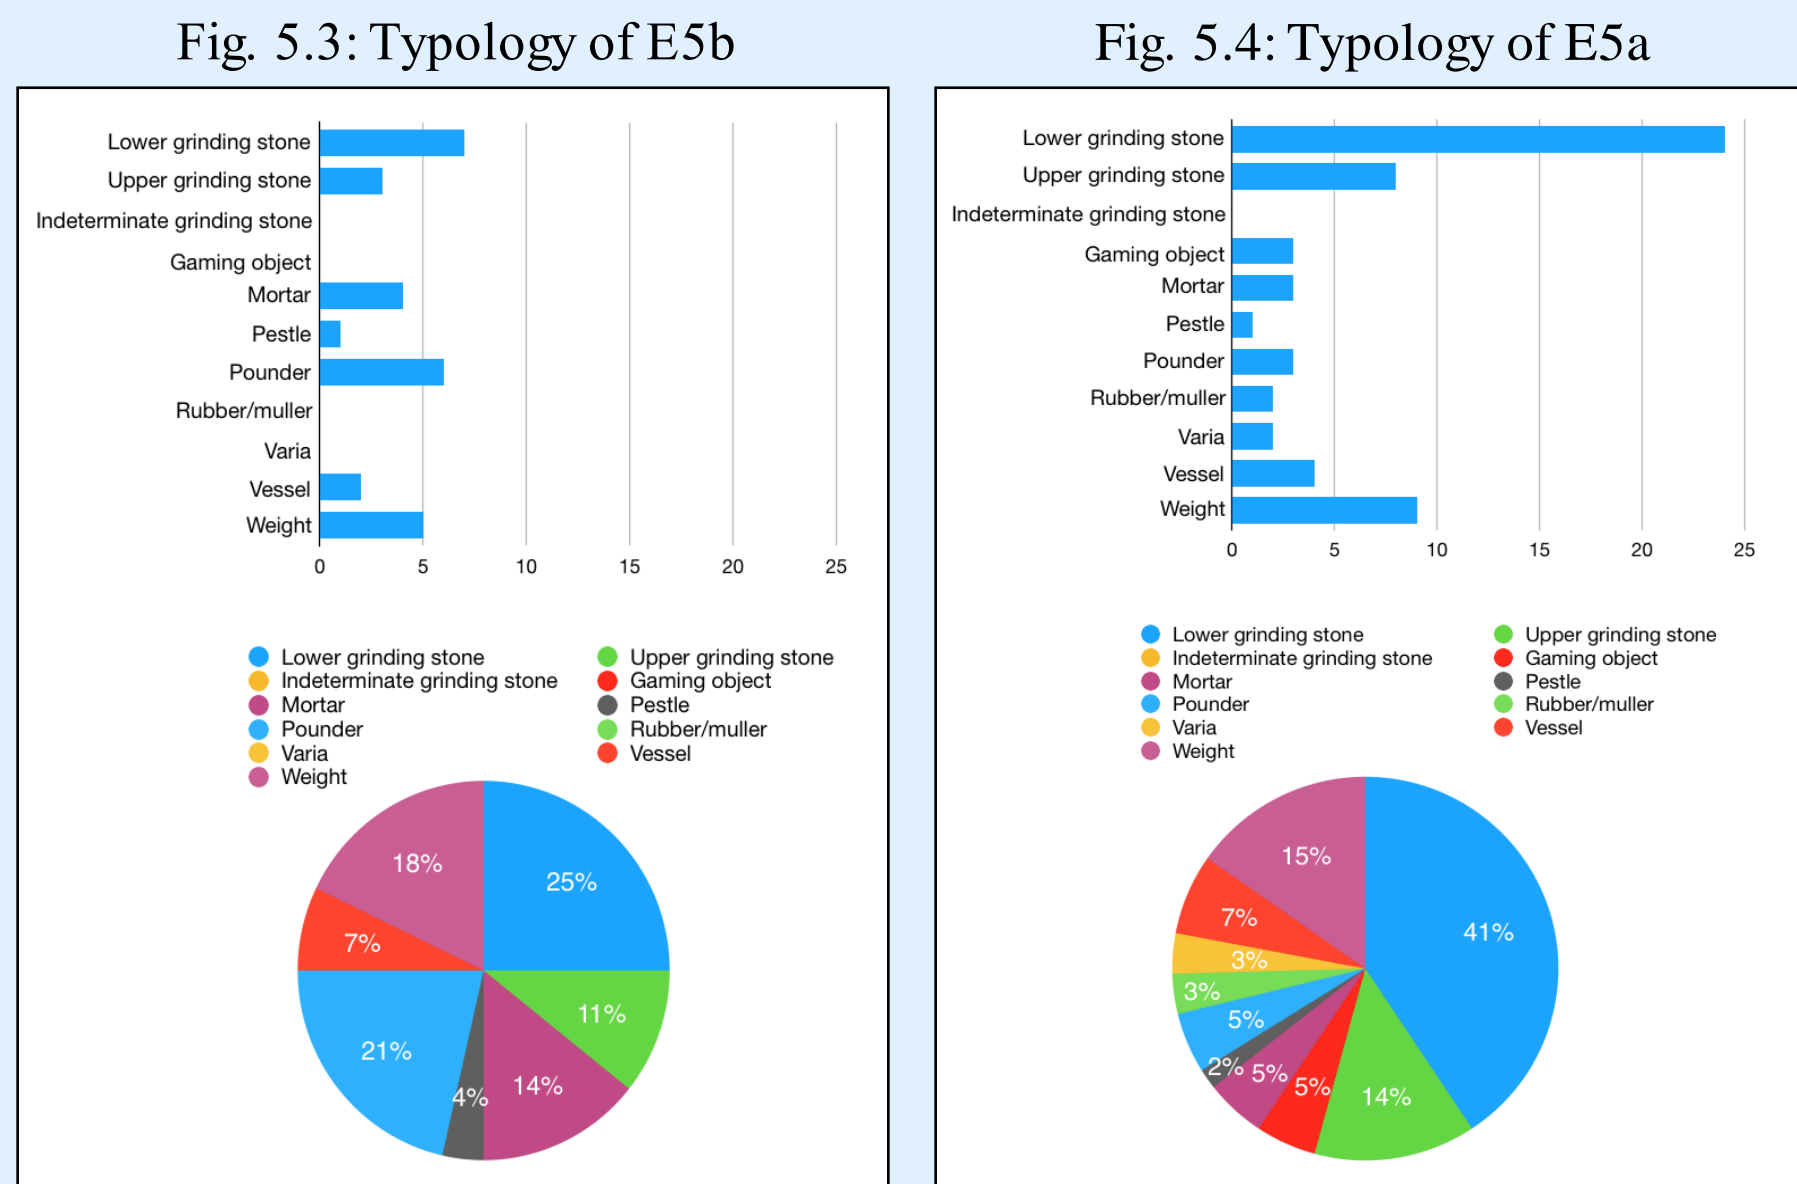 Fig. 5.3: Typology of E5b
Lower grinding stone
Upper grinding stone
Indeterminate grinding stone
Gaming object
Mortar
Pestle
Pounder
Rubber/muller
Varia
Vessel
Weight
0 5 10 15 20 25
Lower grinding stone Upper grinding stone
Indeterminate grinding stone Gaming object
Mortar Pestle
Pounder Rubber/muller
Varia Vessel
Weight
18%
25%
7%
11%
21%
14%
4%
Fig. 5.4: Typology of E5a
Lower grinding stone
Upper grinding stone
Indeterminate grinding stone
Gaming object
Mortar
Pestle
Pounder
Rubber/muller
Varia
Vessel
Weight
0 5 10 15 20 25
Lower grinding stone Upper grinding stone
Indeterminate grinding stone Gaming object
Mortar Pestle
Pounder Rubber/muller
Varia Vessel
Weight
15%
7%
41%
3%
3%
5%
2%
5%
5%
14%